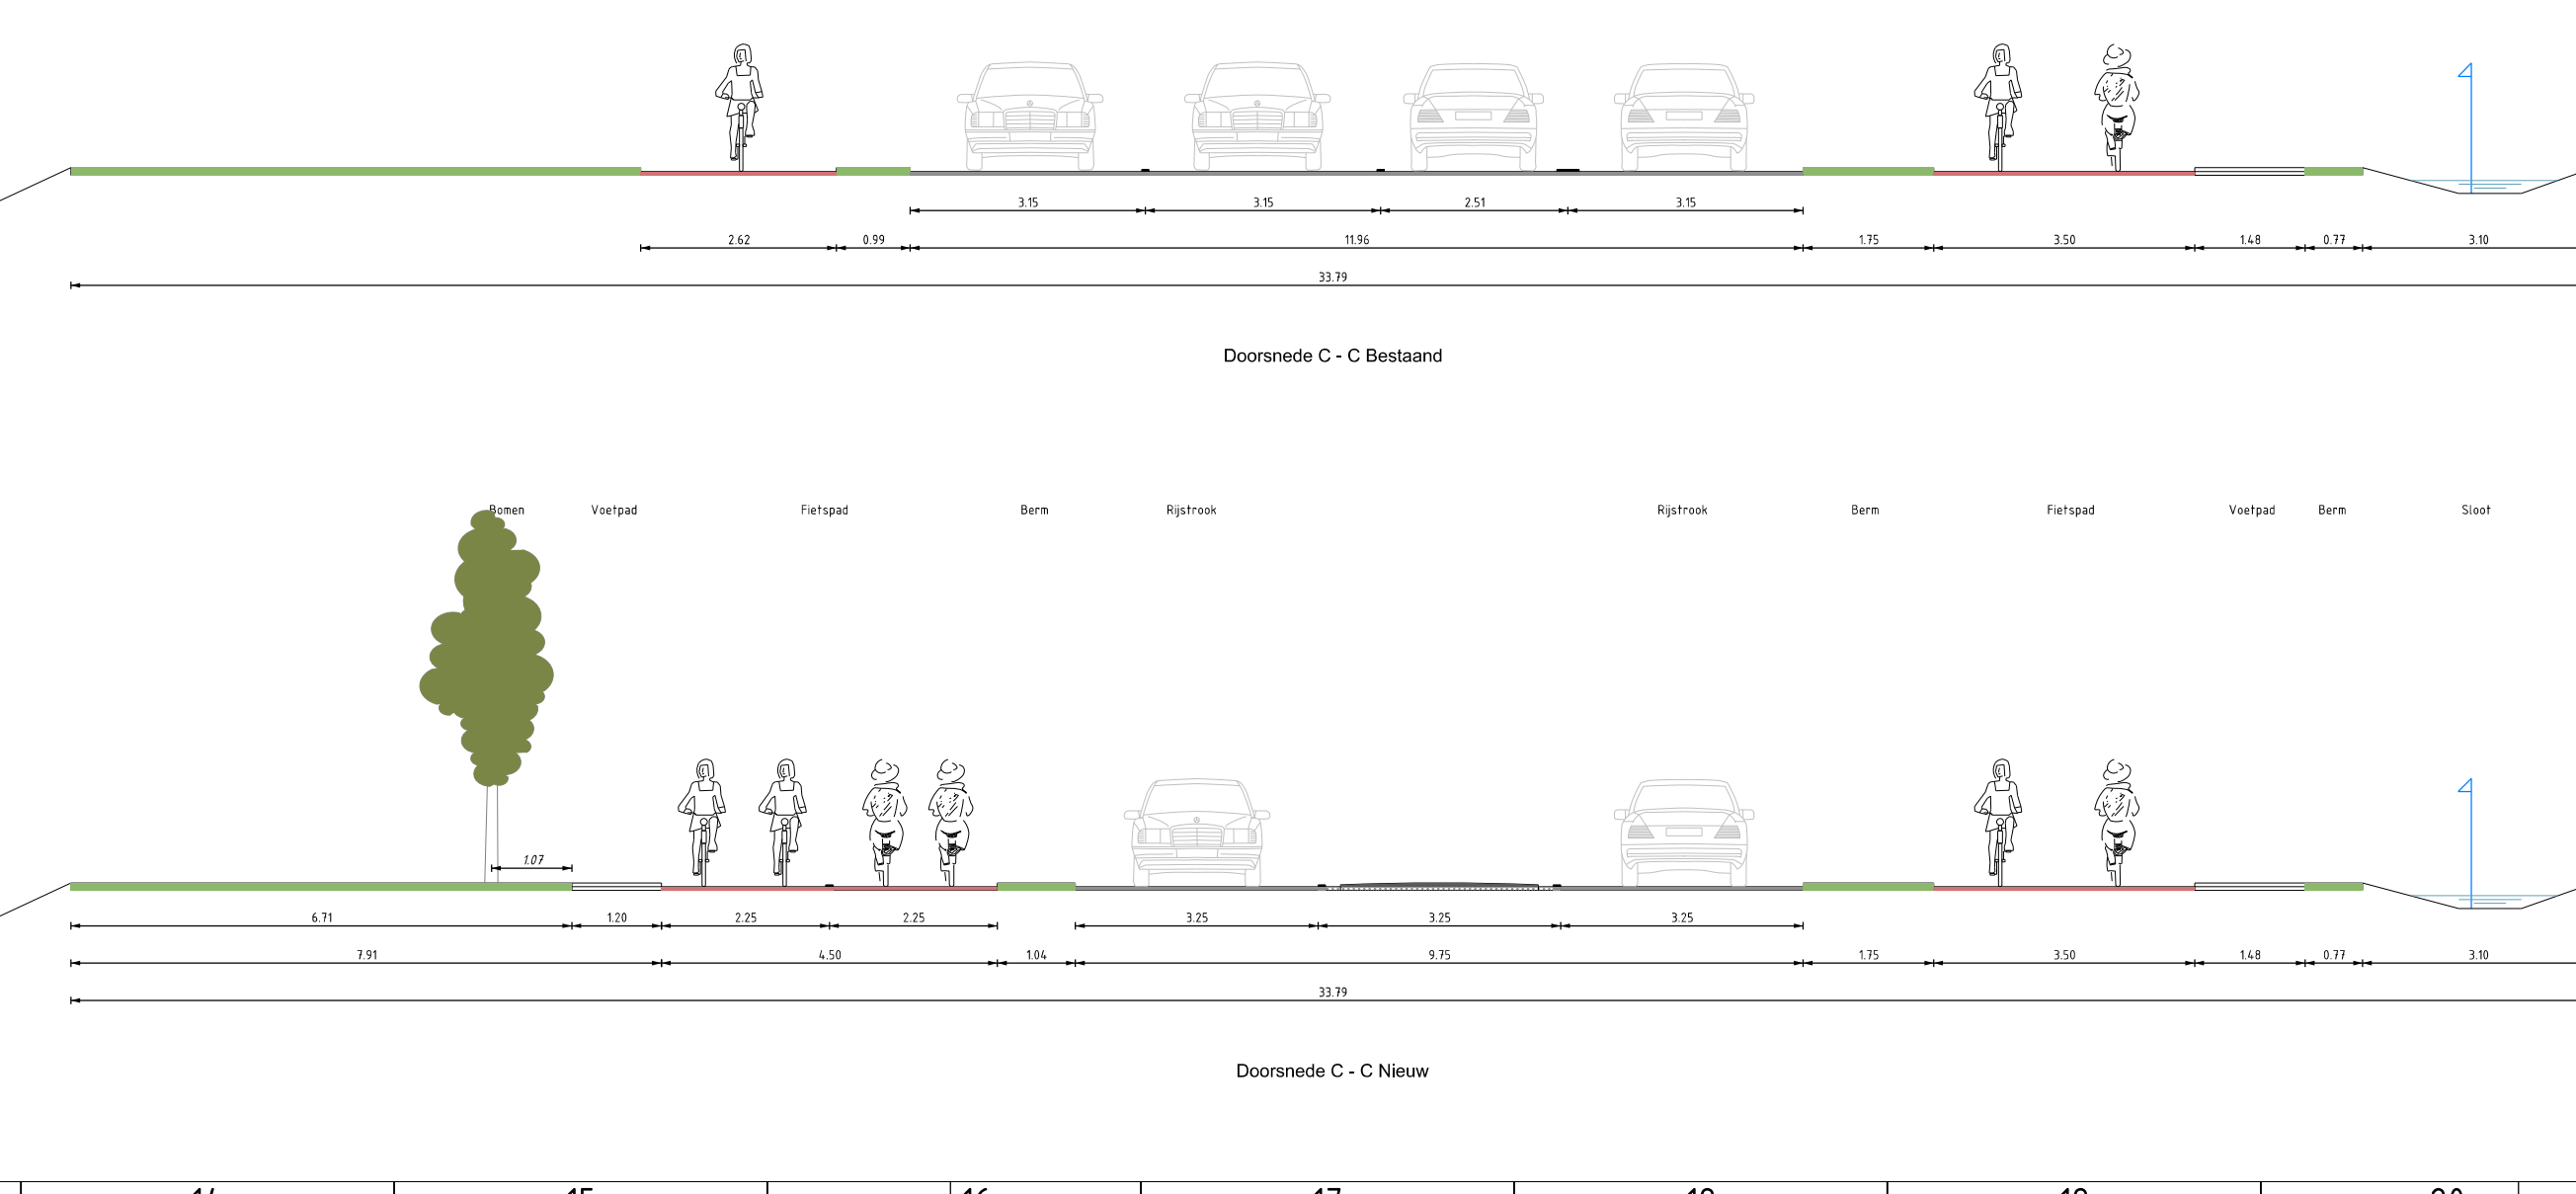 3.15 3.15 2.51 3.15
2.62 0.99 11.96 1.75 3.50 1.48 0.77 3.10
33.79
Doorsnede C - C Bestaand
Bomen Voetpad Fietspad Berm Rijstrook Rijstrook Berm Fietspad Voetpad Berm Sloot
1.07
6.71 1.20 2.25 2.25 3.25 3.25 3.25
7.91 4.50 1.04 9.75 1.75 3.50 1.48 0.77 3.10
33.79
Doorsnede C - C Nieuw